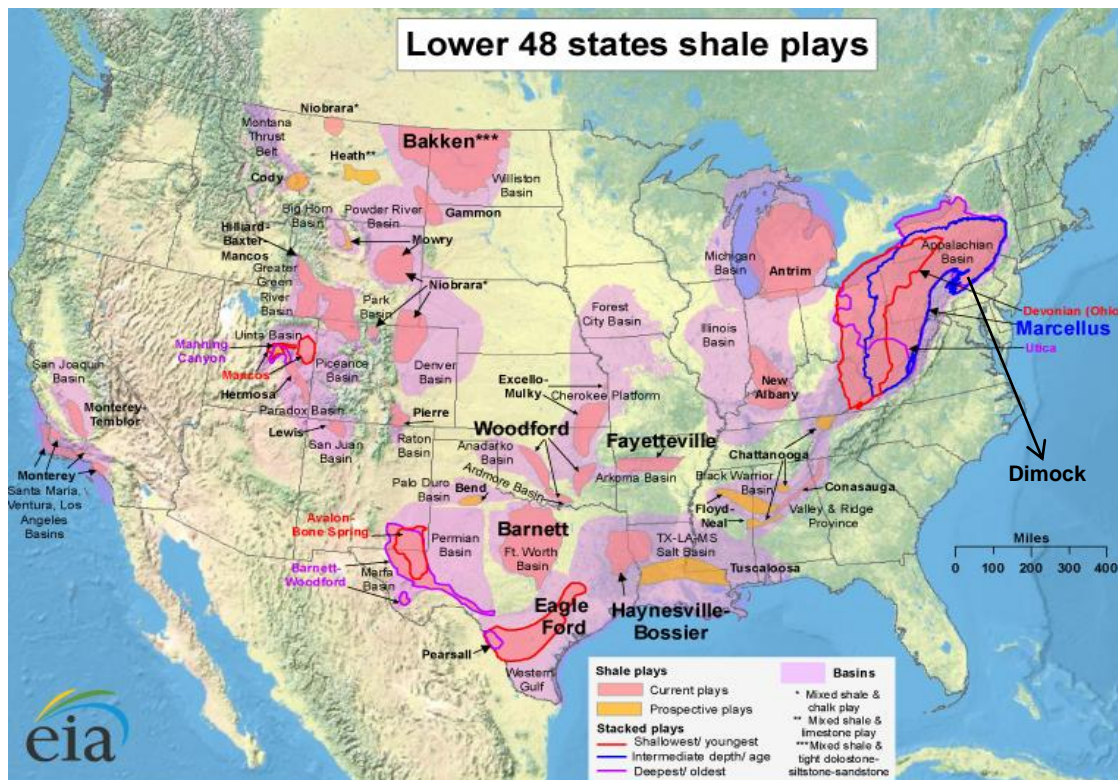 Lower 48 states shale plays
Niobrara*
Montana
Thrust
Belt
Bakken***
Heath**
Cody
Williston
Basin
Big Horn
Basin
Powder River
Basin
Gammon
Hilliard-
Baxter-
Mancos
Mowry
Greater
Green
River
Basin
Park
Basin
Niobrara*
Michigan
Basin
Antrim
Appalachian
Basin
Devonian (Ohio
Marcellus
Utica
Uinta Basin
Manning
Canyon
Mancos
Piceance
Basin
Denver
Basin
Forest
City Basin
Illinois
Basin
San Joaquin
Basin
Hermosa
Paradox Basin
Monterey-
Temblor
Lewis
San Juan
Basin
Pierre
Raton
Basin
Excello-
Mulky
Cherokee Platform
New
Albany
Woodford
Anadarko
Basin
Ardmore Basin
Fayetteville
Arkoma Basin
Chattanooga
Black Warrior
Basin
Conasauga
Dimock
Monterey
Santa Maria,
Ventura, Los
Angeles
Basins
Palo Duro
Basin
Bend
Floyd-
Neal
Valley & Ridge
Province
Avalon-
Bone Spring
Permian
Basin
Barnett
Ft. Worth
Basin
TX-LA-MS
Salt Basin
Tuscaloosa
Barnett-
Woodford
Marfa
Basin
Eagle
Ford
Haynesville-
Bossier
Pearsall
Western
Gulf
Miles
0 100 200 300 400
Shale plays
Current plays
Prospective plays
Stacked plays
Shallowest/ youngest
Intermediate depth/ age
Deepest/ oldest
Basins
* Mixed shale &
chalk play
** Mixed shale &
limestone play
***Mixed shale &
tight dolostone-
siltstone-sandstone
eia